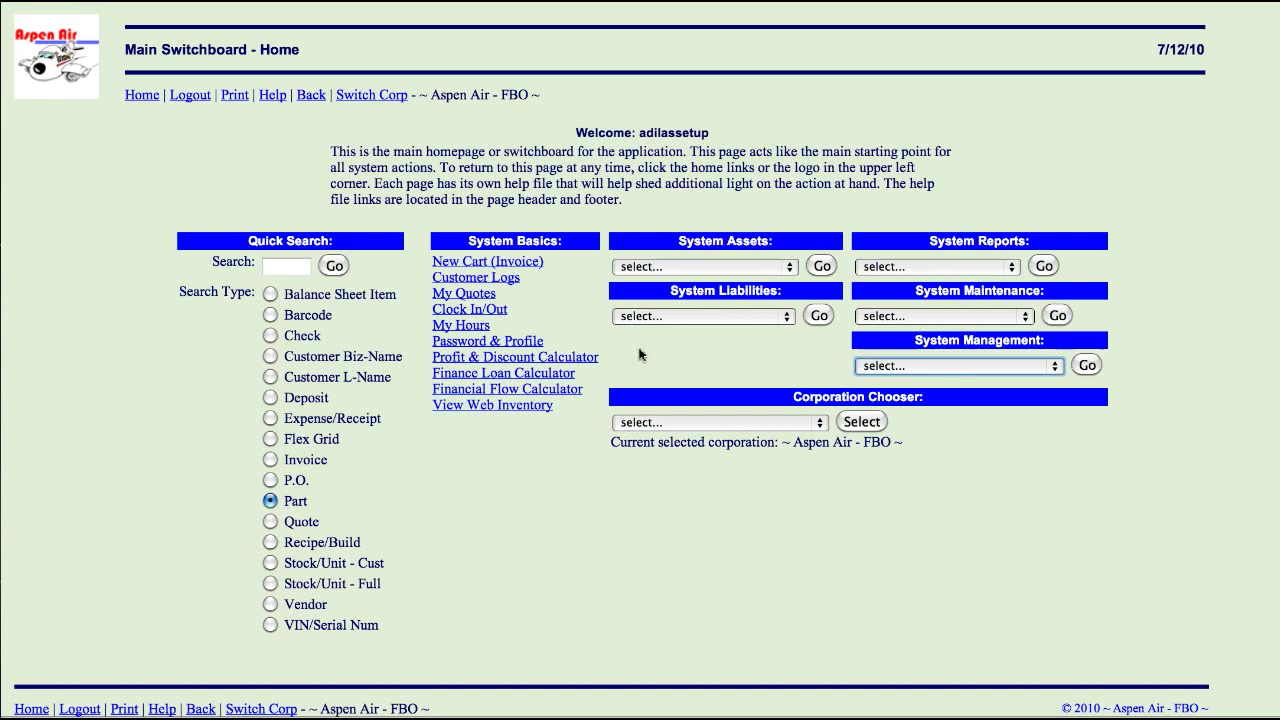 Aspen Air
Main Switchboard - Home
7/12/10
Home | Logout | Print | Help | Back | Switch Corp - ~ Aspen Air - FBO ~
Welcome: adilassetup
This is the main homepage or switchboard for the application. This page acts like the main starting point for
all system actions. To return to this page at any time, click the home links or the logo in the upper left
corner. Each page has its own help file that will help shed additional light on the action at hand. The help
file links are located in the page header and footer.
Quick Search:
Search: Go
Search Type:
Balance Sheet Item
Barcode
Check
Customer Biz-Name
Customer L-Name
Deposit
Expense/Receipt
Flex Grid
Invoice
P.O.
Part
Quote
Recipe/Build
Stock/Unit - Cust
Stock/Unit - Full
Vendor
VIN/Serial Num
System Basics:
New Cart (Invoice)
Customer Logs
My Quotes
Clock In/Out
My Hours
Password & Profile
Profit & Discount Calculator
Finance Loan Calculator
Financial Flow Calculator
View Web Inventory
System Assets:
select... Go
System Liabilities:
select... Go
System Reports:
select... Go
System Maintenance:
select... Go
System Management:
select... Go
Corporation Chooser:
select... Select
Current selected corporation: ~ Aspen Air - FBO ~
Home | Logout | Print | Help | Back | Switch Corp - ~ Aspen Air - FBO ~
© 2010 ~ Aspen Air - FBO ~